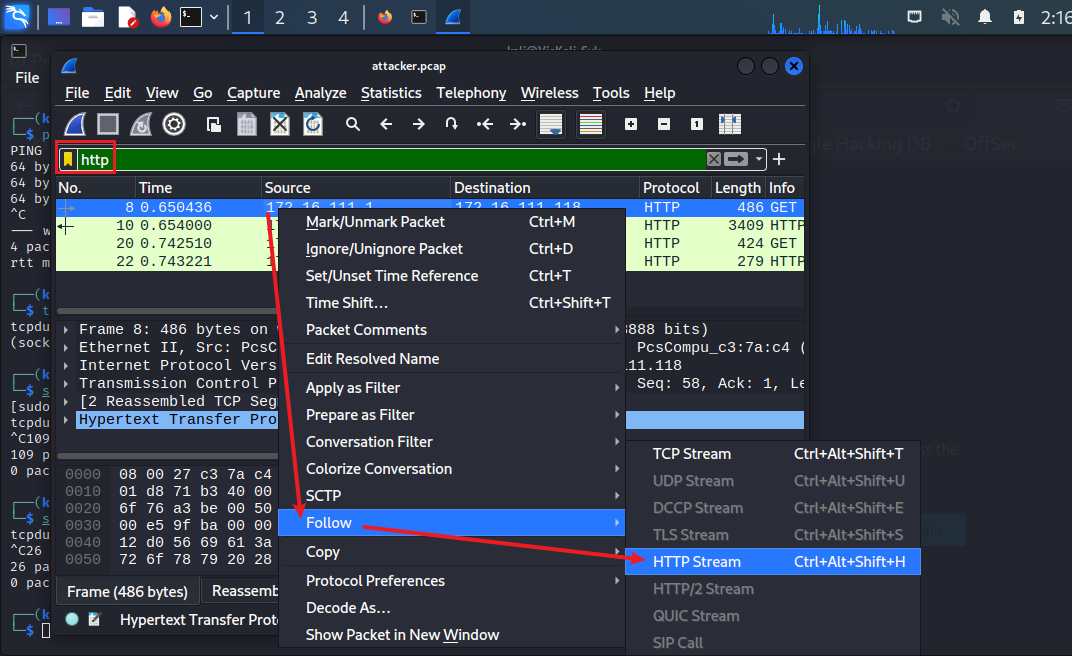 1 2 3 4 2:16
File
attacker.pcap
File Edit View Go Capture Analyze Statistics Telephony Wireless Tools Help
http
No. Time Source Destination Protocol Length Info
8 0.650436 172.16.111.1 172.16.111.118 HTTP 486 GET
10 0.654000 HTTP 3409 HTTP
20 0.742510 HTTP 424 GET
22 0.743221 HTTP 279 HTTP
Mark/Unmark Packet Ctrl+M
Ignore/Unignore Packet Ctrl+D
Set/Unset Time Reference Ctrl+T
Time Shift... Ctrl+Shift+T
Packet Comments
Edit Resolved Name
Apply as Filter
Prepare as Filter
Conversation Filter
Colorize Conversation
SCTP
Follow
Copy
Protocol Preferences
Decode As...
Show Packet in New Window
TCP Stream Ctrl+Alt+Shift+T
UDP Stream Ctrl+Alt+Shift+U
DCCP Stream Ctrl+Alt+Shift+E
TLS Stream Ctrl+Alt+Shift+S
HTTP Stream Ctrl+Alt+Shift+H
HTTP/2 Stream
QUIC Stream
SIP Call
Frame 8: 486 bytes on 3888 bits)
Ethernet II, Src: PcsC PcsCompu_c3:7a:c4 (
Internet Protocol Vers 11.118
Transmission Control P Seq: 58, Ack: 1, Le
[2 Reassembled TCP Seg
Hypertext Transfer Pro
0000 08 00 27 c3 7a c4
0010 01 d8 71 b3 40 00
0020 6f 76 a3 be 00 50
0030 00 e5 9f ba 00 00
0040 12 d0 56 69 61 3a
0050 72 6f 78 79 20 28
Frame (486 bytes) Reassemb
Hypertext Transfer Proto
(k
$ p
PING
64 by
64 by
64 by
^C
--- w
4 pac
rtt m
(k
$ t
tcpdu
(sock
(k
$ s
[sudo
tcpdu
^C109
109 p
0 pac
(k
$ s
tcpdu
^C26
26 pa
0 pac
(k
$
gle Hacking DB OffSec